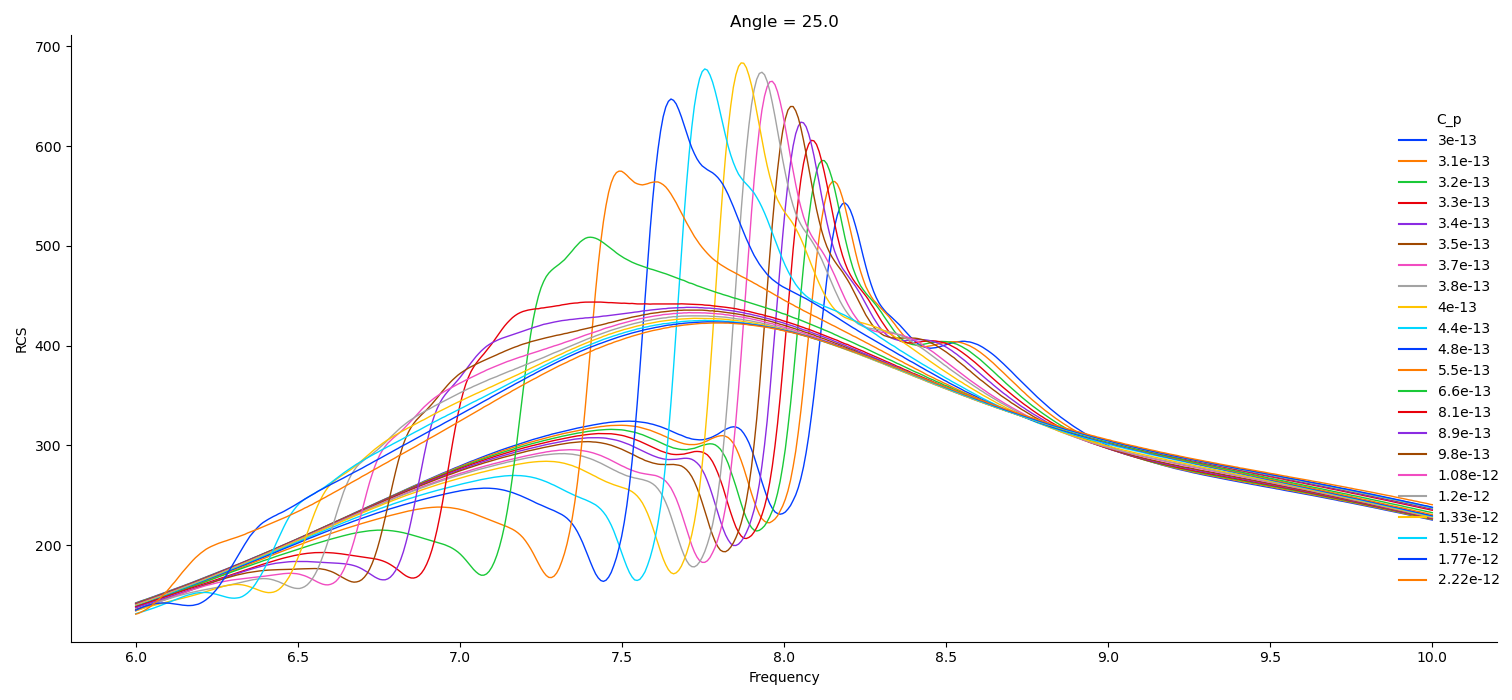 Angle = 25.0
700
600
500
400
300
200
RCS
6.0 6.5 7.0 7.5 8.0 8.5 9.0 9.5 10.0
Frequency
C_p
3e-13
3.1e-13
3.2e-13
3.3e-13
3.4e-13
3.5e-13
3.7e-13
3.8e-13
4e-13
4.4e-13
4.8e-13
5.5e-13
6.6e-13
8.1e-13
8.9e-13
9.8e-13
1.08e-12
1.2e-12
1.33e-12
1.51e-12
1.77e-12
2.22e-12